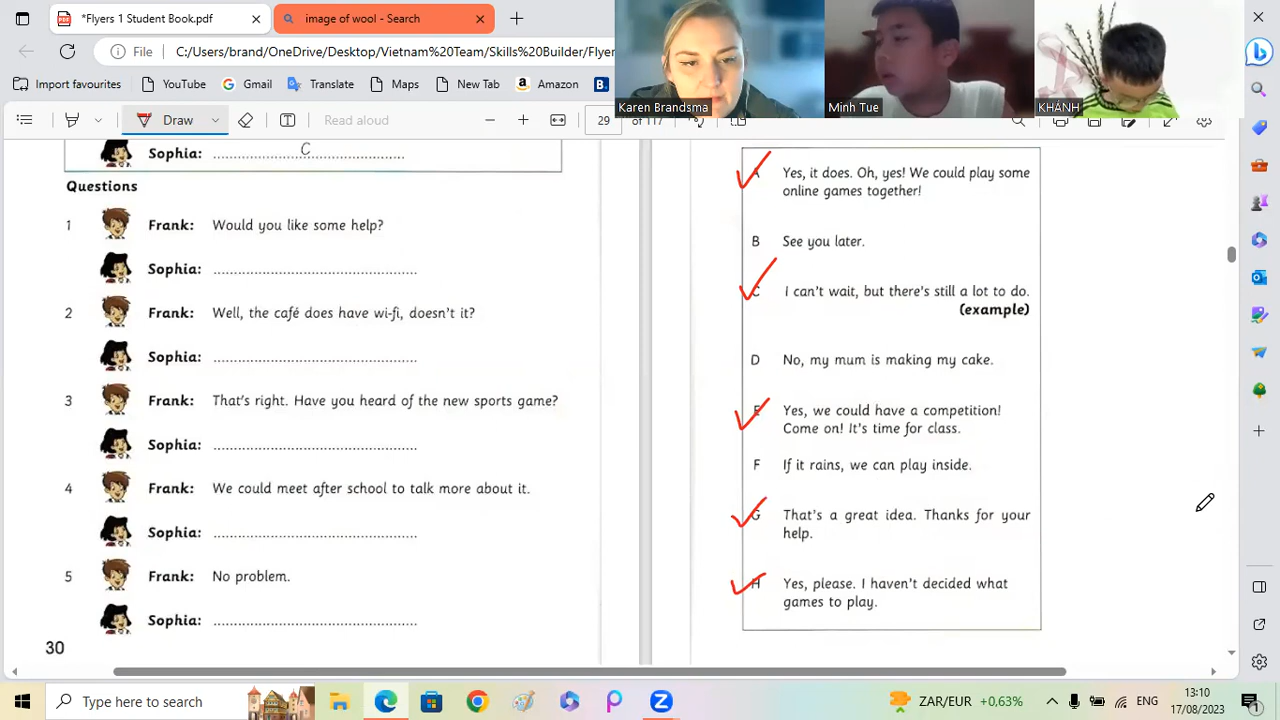 *Flyers 1 Student Book.pdf
image of wool - Search
File
C:/Users/brand/OneDrive/Desktop/Vietnam%20Team/Skills%20Builder/Flyer
Import favourites
YouTube
Gmail
Translate
Maps
New Tab
Amazon
Karen Brandsma
Minh Tue
KHÁNH
Draw
Read aloud
29
of 117
Sophia: C
Questions
1 Frank: Would you like some help?
Sophia:
2 Frank: Well, the café does have wi-fi, doesn't it?
Sophia:
3 Frank: That's right. Have you heard of the new sports game?
Sophia:
4 Frank: We could meet after school to talk more about it.
Sophia:
5 Frank: No problem.
Sophia:
30
A Yes, it does. Oh, yes! We could play some
online games together!
B See you later.
C I can't wait, but there's still a lot to do.
(example)
D No, my mum is making my cake.
E Yes, we could have a competition!
Come on! It's time for class.
F If it rains, we can play inside.
G That's a great idea. Thanks for your
help.
H Yes, please. I haven't decided what
games to play.
Type here to search
ZAR/EUR +0,63%
ENG
13:10
17/08/2023